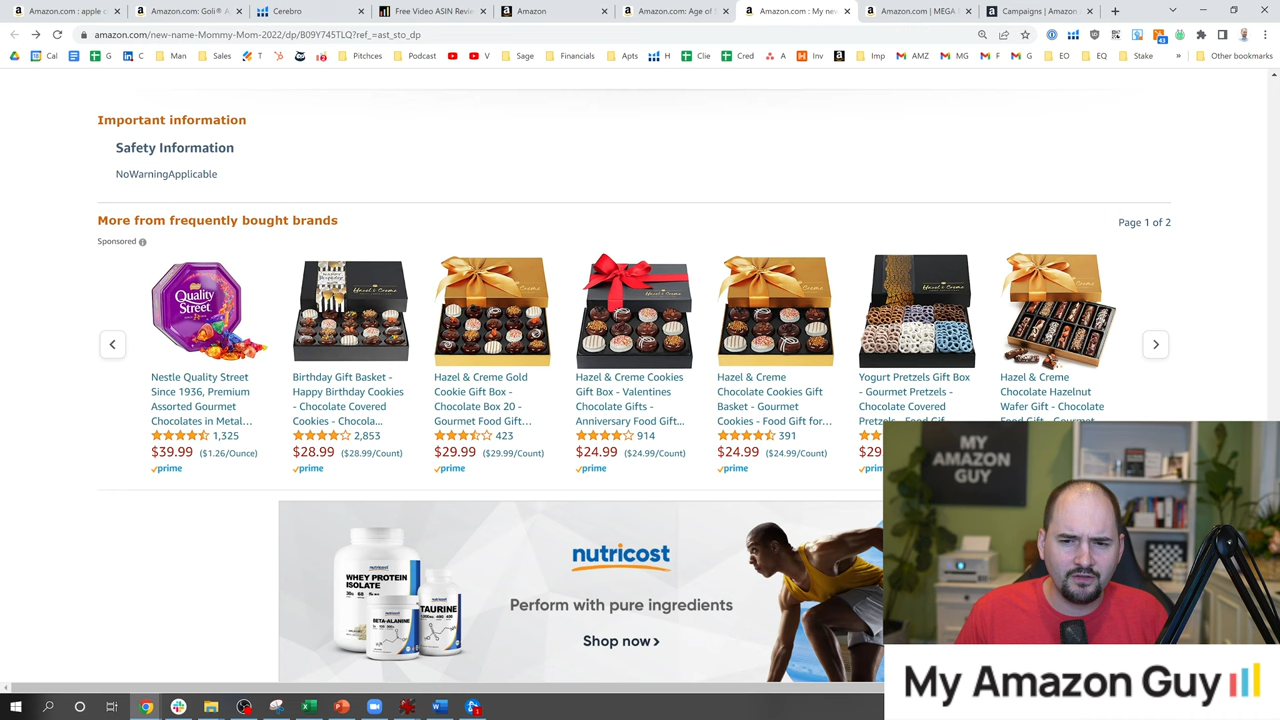 Amazon.com : apple c
Amazon.com: Goli® A
Cerebro
Free Video ASIN Review
Amazon
Amazon.com: Age of S
Amazon.com : My new
Amazon.com | MEGA
Campaigns | Amazon
amazon.com/new-name-Mommy-Mom-2022/dp/B09Y745TLQ?ref_=ast_sto_dp
Cal
G
C
Man
Sales
T
Pitchces
Podcast
V
Sage
Financials
Apts
H
Clie
Cred
A
Inv
Imp
AMZ
MG
F
G
EO
EQ
Stake
»
Other bookmarks
Important information
Safety Information
NoWarningApplicable
More from frequently bought brands
Page 1 of 2
Sponsored
Quality Street
Nestle Quality Street
Since 1936, Premium
Assorted Gourmet
Chocolates in Metal...
1,325
$39.99 ($1.26/Ounce)
prime
Birthday Gift Basket -
Happy Birthday Cookies
- Chocolate Covered
Cookies - Chocola...
2,853
$28.99 ($28.99/Count)
prime
Hazel & Creme Gold
Cookie Gift Box -
Chocolate Box 20 -
Gourmet Food Gift...
423
$29.99 ($29.99/Count)
prime
Hazel & Creme Cookies
Gift Box - Valentines
Chocolate Gifts -
Anniversary Food Gift...
914
$24.99 ($24.99/Count)
prime
Hazel & Creme
Chocolate Cookies Gift
Basket - Gourmet
Cookies - Food Gift for...
391
$24.99 ($24.99/Count)
prime
Yogurt Pretzels Gift Box
- Gourmet Pretzels -
Chocolate Covered
Pretzels - Food Gift...
$29
prim
Hazel & Creme
Chocolate Hazelnut
Wafer Gift - Chocolate
nutricost
Perform with pure ingredients
Shop now ›
nutricost
WHEY PROTEIN
ISOLATE
BETA-ALANINE
TAURINE
MY
AMAZON
GUY
My Amazon Guy